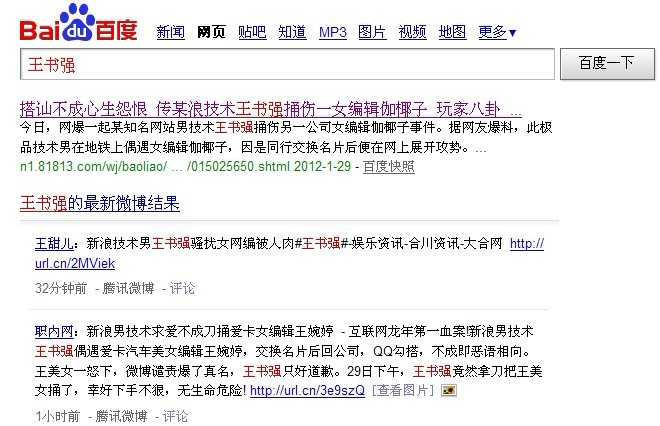 Bai du 百度 新闻 网页 贴吧 知道 MP3 图片 视频 地图 更多▼
王书强 百度一下
搭讪不成心生怨恨 传某浪技术王书强捅伤一女编辑伽椰子 玩家八卦 ...
今日，网爆一起某知名网站男技术王书强捅伤另一公司女编辑伽椰子事件。据网友爆料，此极
品技术男在地铁上偶遇女编辑伽椰子，因是同行交换名片后便在网上展开攻势。...
n1.81813.com/wj/baoliao/ ... /015025650.shtml 2012-1-29 - 百度快照
王书强的最新微博结果
王甜儿：新浪技术男王书强骚扰女网编被人肉#王书强#-娱乐资讯-合川资讯-大合网 http://
url.cn/2MViek
32分钟前 - 腾讯微博 - 评论
职内网：新浪男技术求爱不成刀捅爱卡女编辑王婉婷 - 互联网龙年第一血案!新浪男技术
王书强偶遇爱卡汽车美女编辑王婉婷，交换名片后回公司，QQ勾搭，不成即恶语相向。
王美女一怒下，微博谴责爆了真名，王书强只好道歉。29日下午，王书强竟然拿刀把王美
女捅了，幸好下手不狠，无生命危险! http://url.cn/3e9szQ [查看图片]
1小时前 - 腾讯微博 - 评论